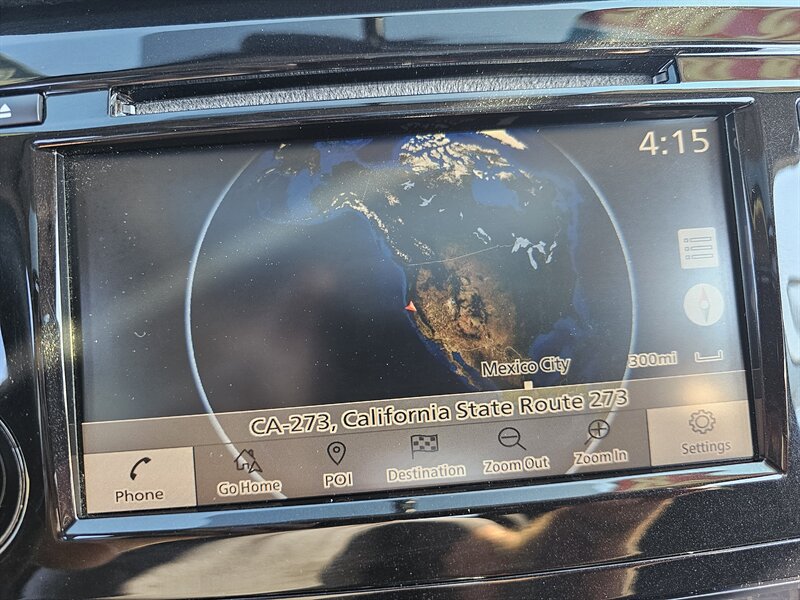 4:15
Mexico City
300mi
CA-273, California State Route 273
Phone
Go Home
POI
Destination
Zoom Out
Zoom In
Settings